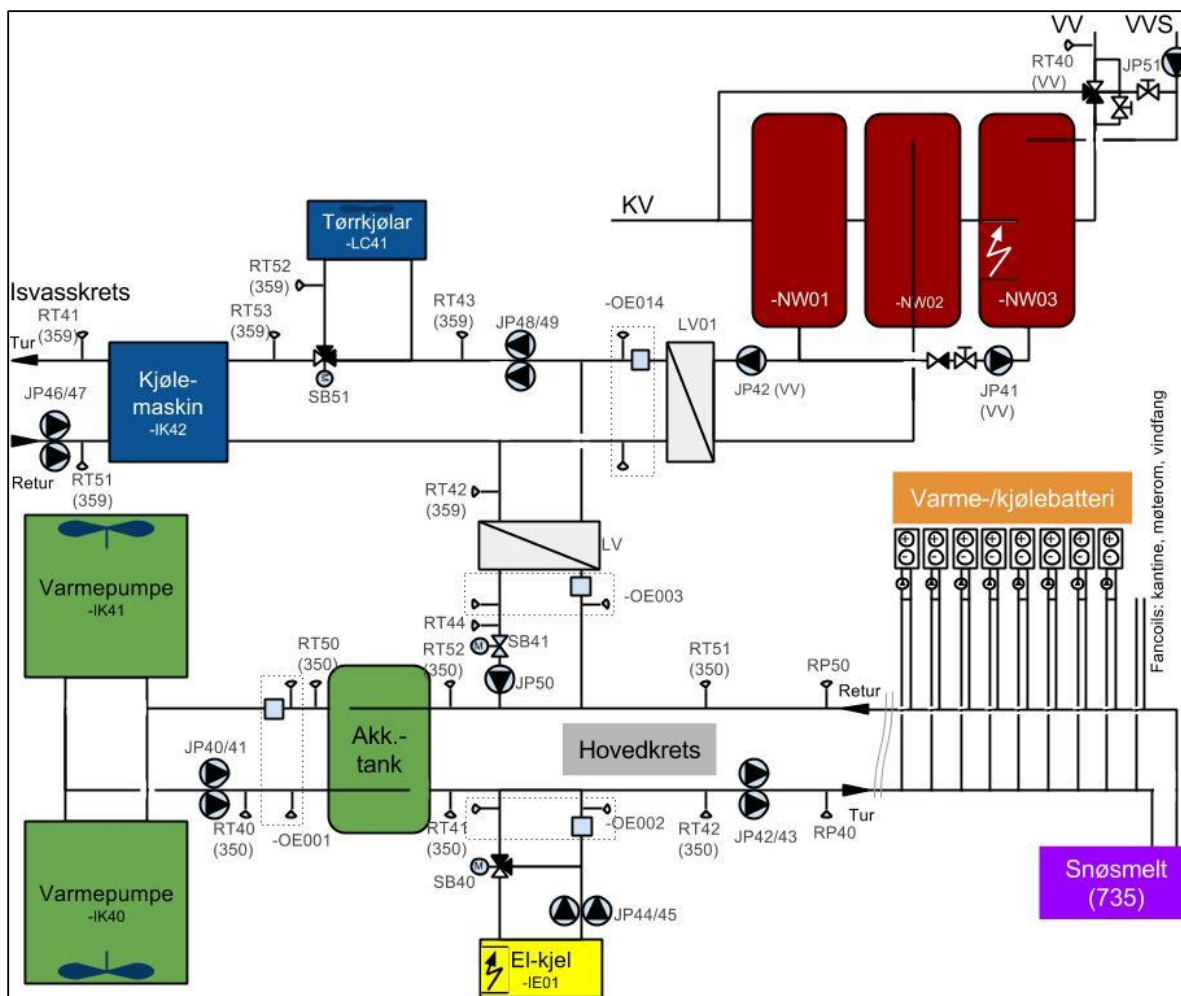 VV
VVS
RT40
(VV)
JP51
KV
-NW01
-NW02
-NW03
Tørrkjølar
-LC41
RT52
(359)
Isvasskrets
RT41
(359)
RT53
(359)
RT43
(359)
JP48/49
-OE014
LV01
Tur
JP46/47
Kjøle-
maskin
-IK42
M
SB51
JP42 (VV)
JP41
(VV)
Retur
RT51
(359)
RT42
(359)
LV
Varme-/kjølebatteri
Fancoils: kantine, møterom, vindfang
Varmepumpe
-IK41
-OE003
RT44
M
SB41
RT50
(350)
RT52
(350)
JP50
RT51
(350)
RP50
Retur
JP40/41
Akk.-
tank
Hovedkrets
RT40
(350)
-OE001
RT41
(350)
-OE002
RT42
(350)
JP42/43
RP40
Tur
M
SB40
JP44/45
Varmepumpe
-IK40
El-kjel
-IE01
Snøsmelt
(735)